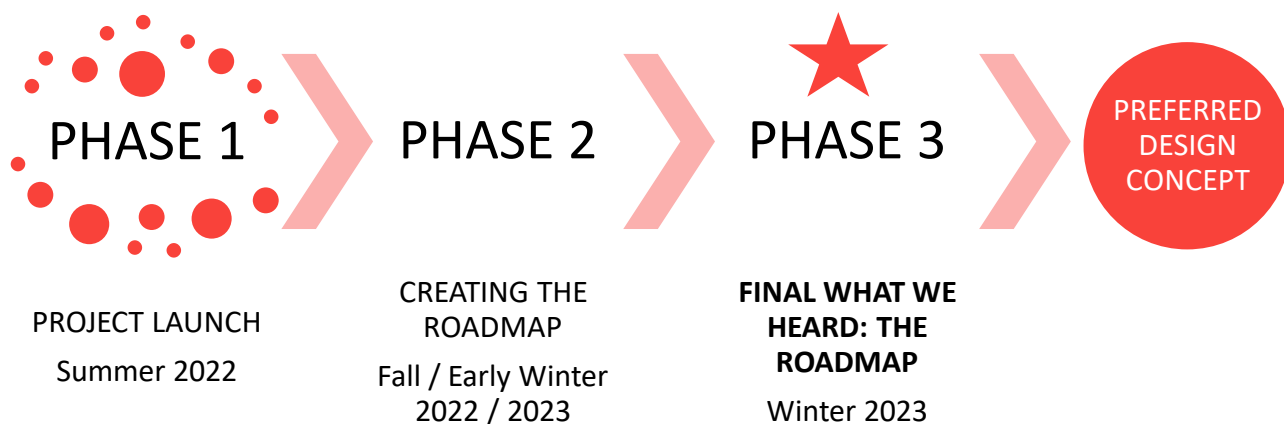 PHASE 1
PHASE 2
PHASE 3
PREFERRED
DESIGN
CONCEPT
PROJECT LAUNCH
Summer 2022
CREATING THE
ROADMAP
Fall / Early Winter
2022 / 2023
FINAL WHAT WE
HEARD: THE
ROADMAP
Winter 2023